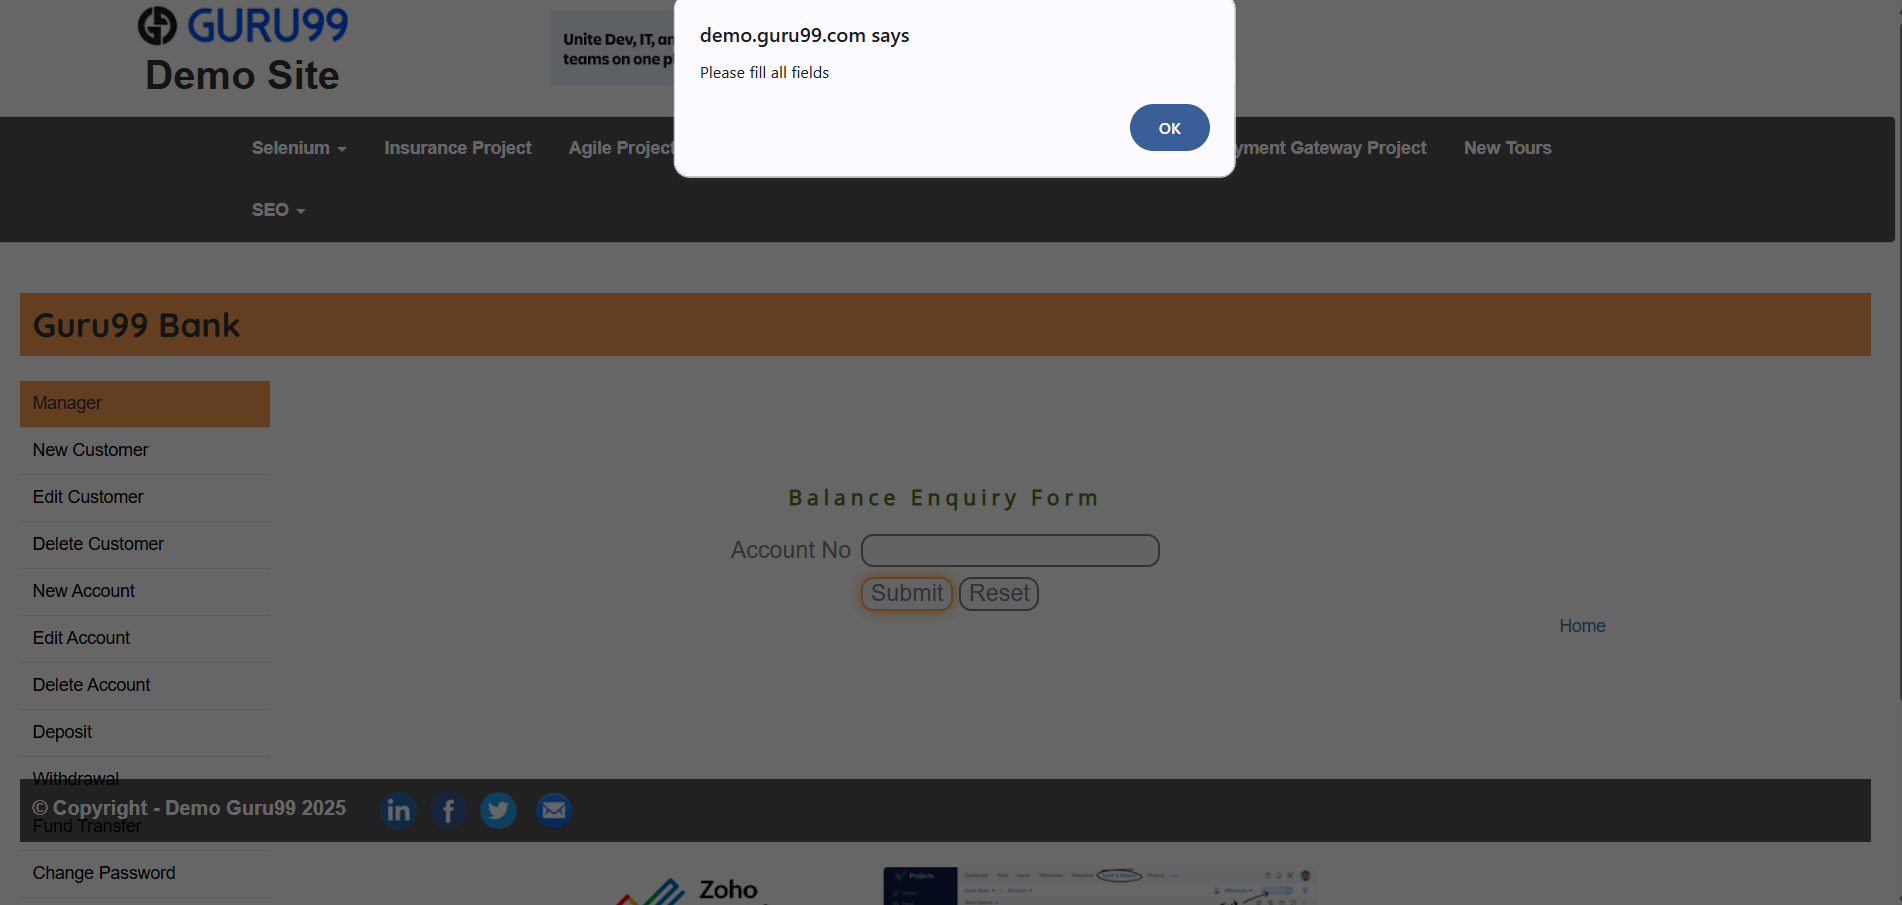 GURU99
Demo Site
Unite Dev, IT, an
teams on one p
demo.guru99.com says
Please fill all fields
OK
Selenium
Insurance Project
Agile Project
yment Gateway Project
New Tours
SEO
Guru99 Bank
Manager
New Customer
Edit Customer
Delete Customer
New Account
Edit Account
Delete Account
Deposit
Withdrawal
Balance Enquiry Form
Account No
Submit
Reset
Home
© Copyright - Demo Guru99 2025
Fund Transfer
Change Password
Zoho
Projects